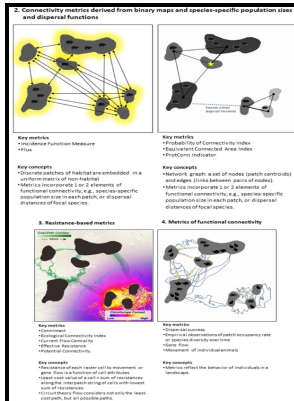 2. Connectivity metrics derived from binary maps and species-specific population sizes
and dispersal functions
Key metrics
•Incidence Function Measure
•Flux
Key concepts
•Discrete patches of habitat are embedded in a
uniform matrix of non-habitat
•Metrics incorporate 1 or 2 elements of
functional connectivity, e.g., species-specific
population size in each patch, or dispersal
distances of focal species.
Key metrics
•Probability of Connectivity Index
•Equivalent Connected Area Index
•ProtConn Indicator
Key concepts
•Network graph: a set of nodes (patch centroids)
and edges (links between pairs of nodes).
•Metrics incorporate 1 or 2 elements of
functional connectivity, e.g., species-specific
population size in each patch, or dispersal
distances of focal species.
3. Resistance-based metrics
Key metrics
•Connectivity Index
•Ecological Connectivity Index
•Current Flow Centrality
•Effective Resistance
•Potential Connectivity
Key concepts
•Resistance of each raster cell to movement or
gene flow is a function of cell attributes
•Least-cost value of a cell = sum of resistances
along the interpatch string of cells with lowest
sum of resistances.
•Circuit theory flow considers not only the least-
cost path, but all possible paths.
4. Metrics of functional connectivity
Key metrics
•Dispersal success
•Empirical observations of patch occupancy rate
or species diversity over time
•Gene flow
•Movement of individual animals
Key concepts
•Metrics reflect the behavior of individuals in a
landscape.